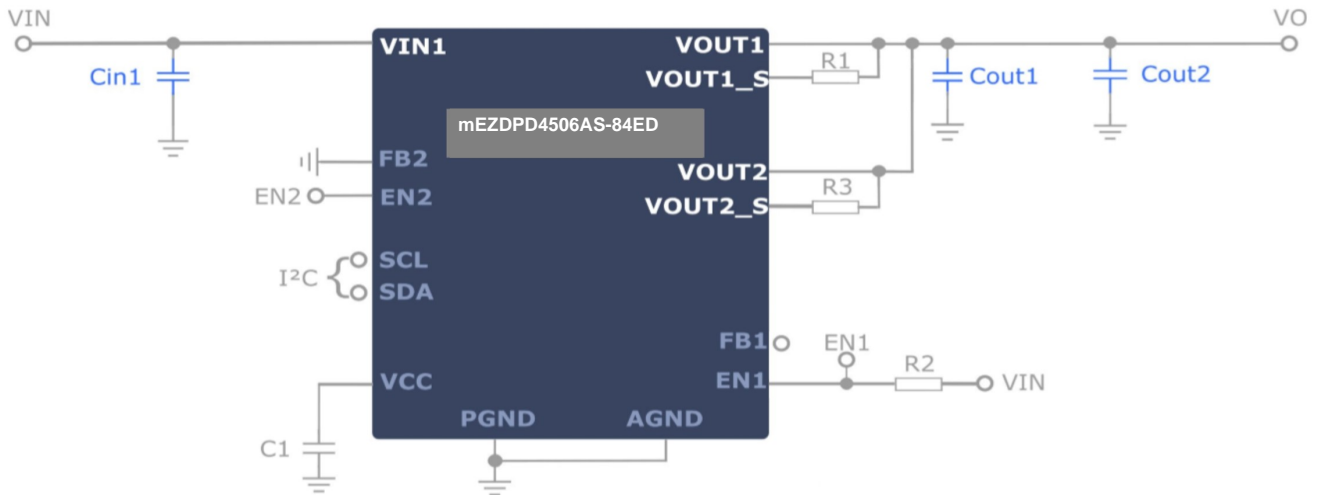 VIN
VO
VIN1
VOUT1
R1
Cin1
VOUT1_S
Cout1
Cout2
mEZDPD4506AS-84ED
FB2
VOUT2
EN2
EN2
R3
VOUT2_S
SCL
I²C
SDA
FB1
EN1
VCC
EN1
R2
VIN
PGND
AGND
C1